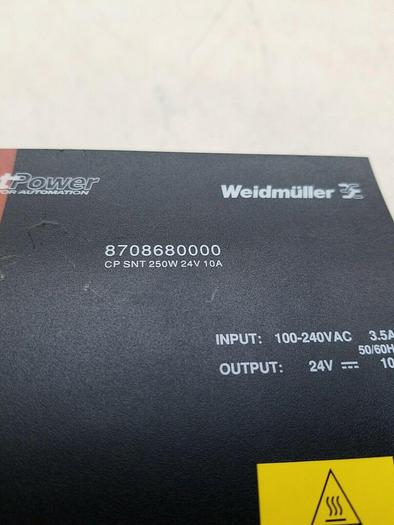 tPower
FOR AUTOMATION
Weidmüller
8708680000
CP SNT 250W 24V 10A
INPUT: 100-240VAC 3.5A
50/60H
OUTPUT: 24V 10